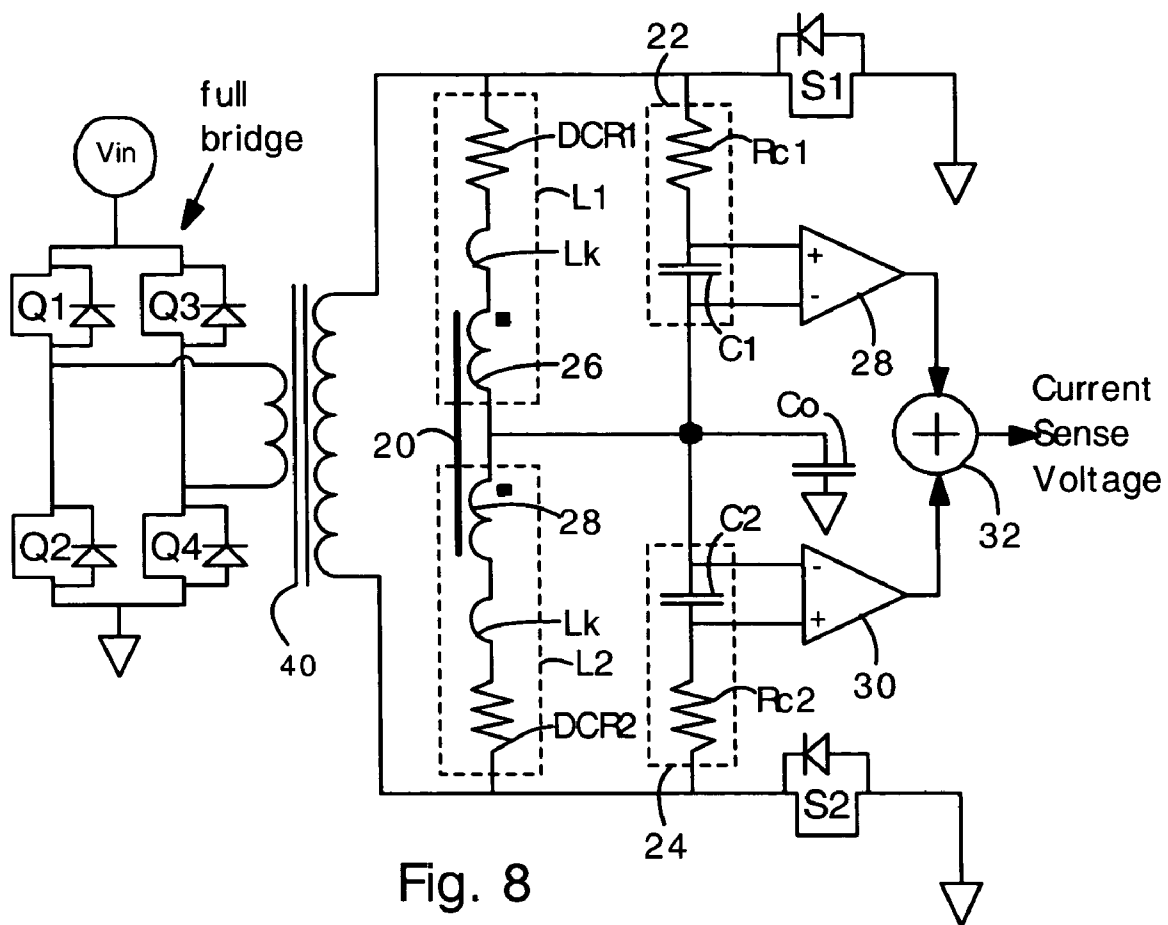 22
S1
full
bridge
Vin
DCR1
Rc1
L1
Lk
Q1
Q3
+
-
28
C1
26
Co
Current
Sense
Voltage
+
20
32
28
C2
Q2
Q4
-
+
Lk
40
L2
30
Rc2
DCR2
S2
24
Fig. 8